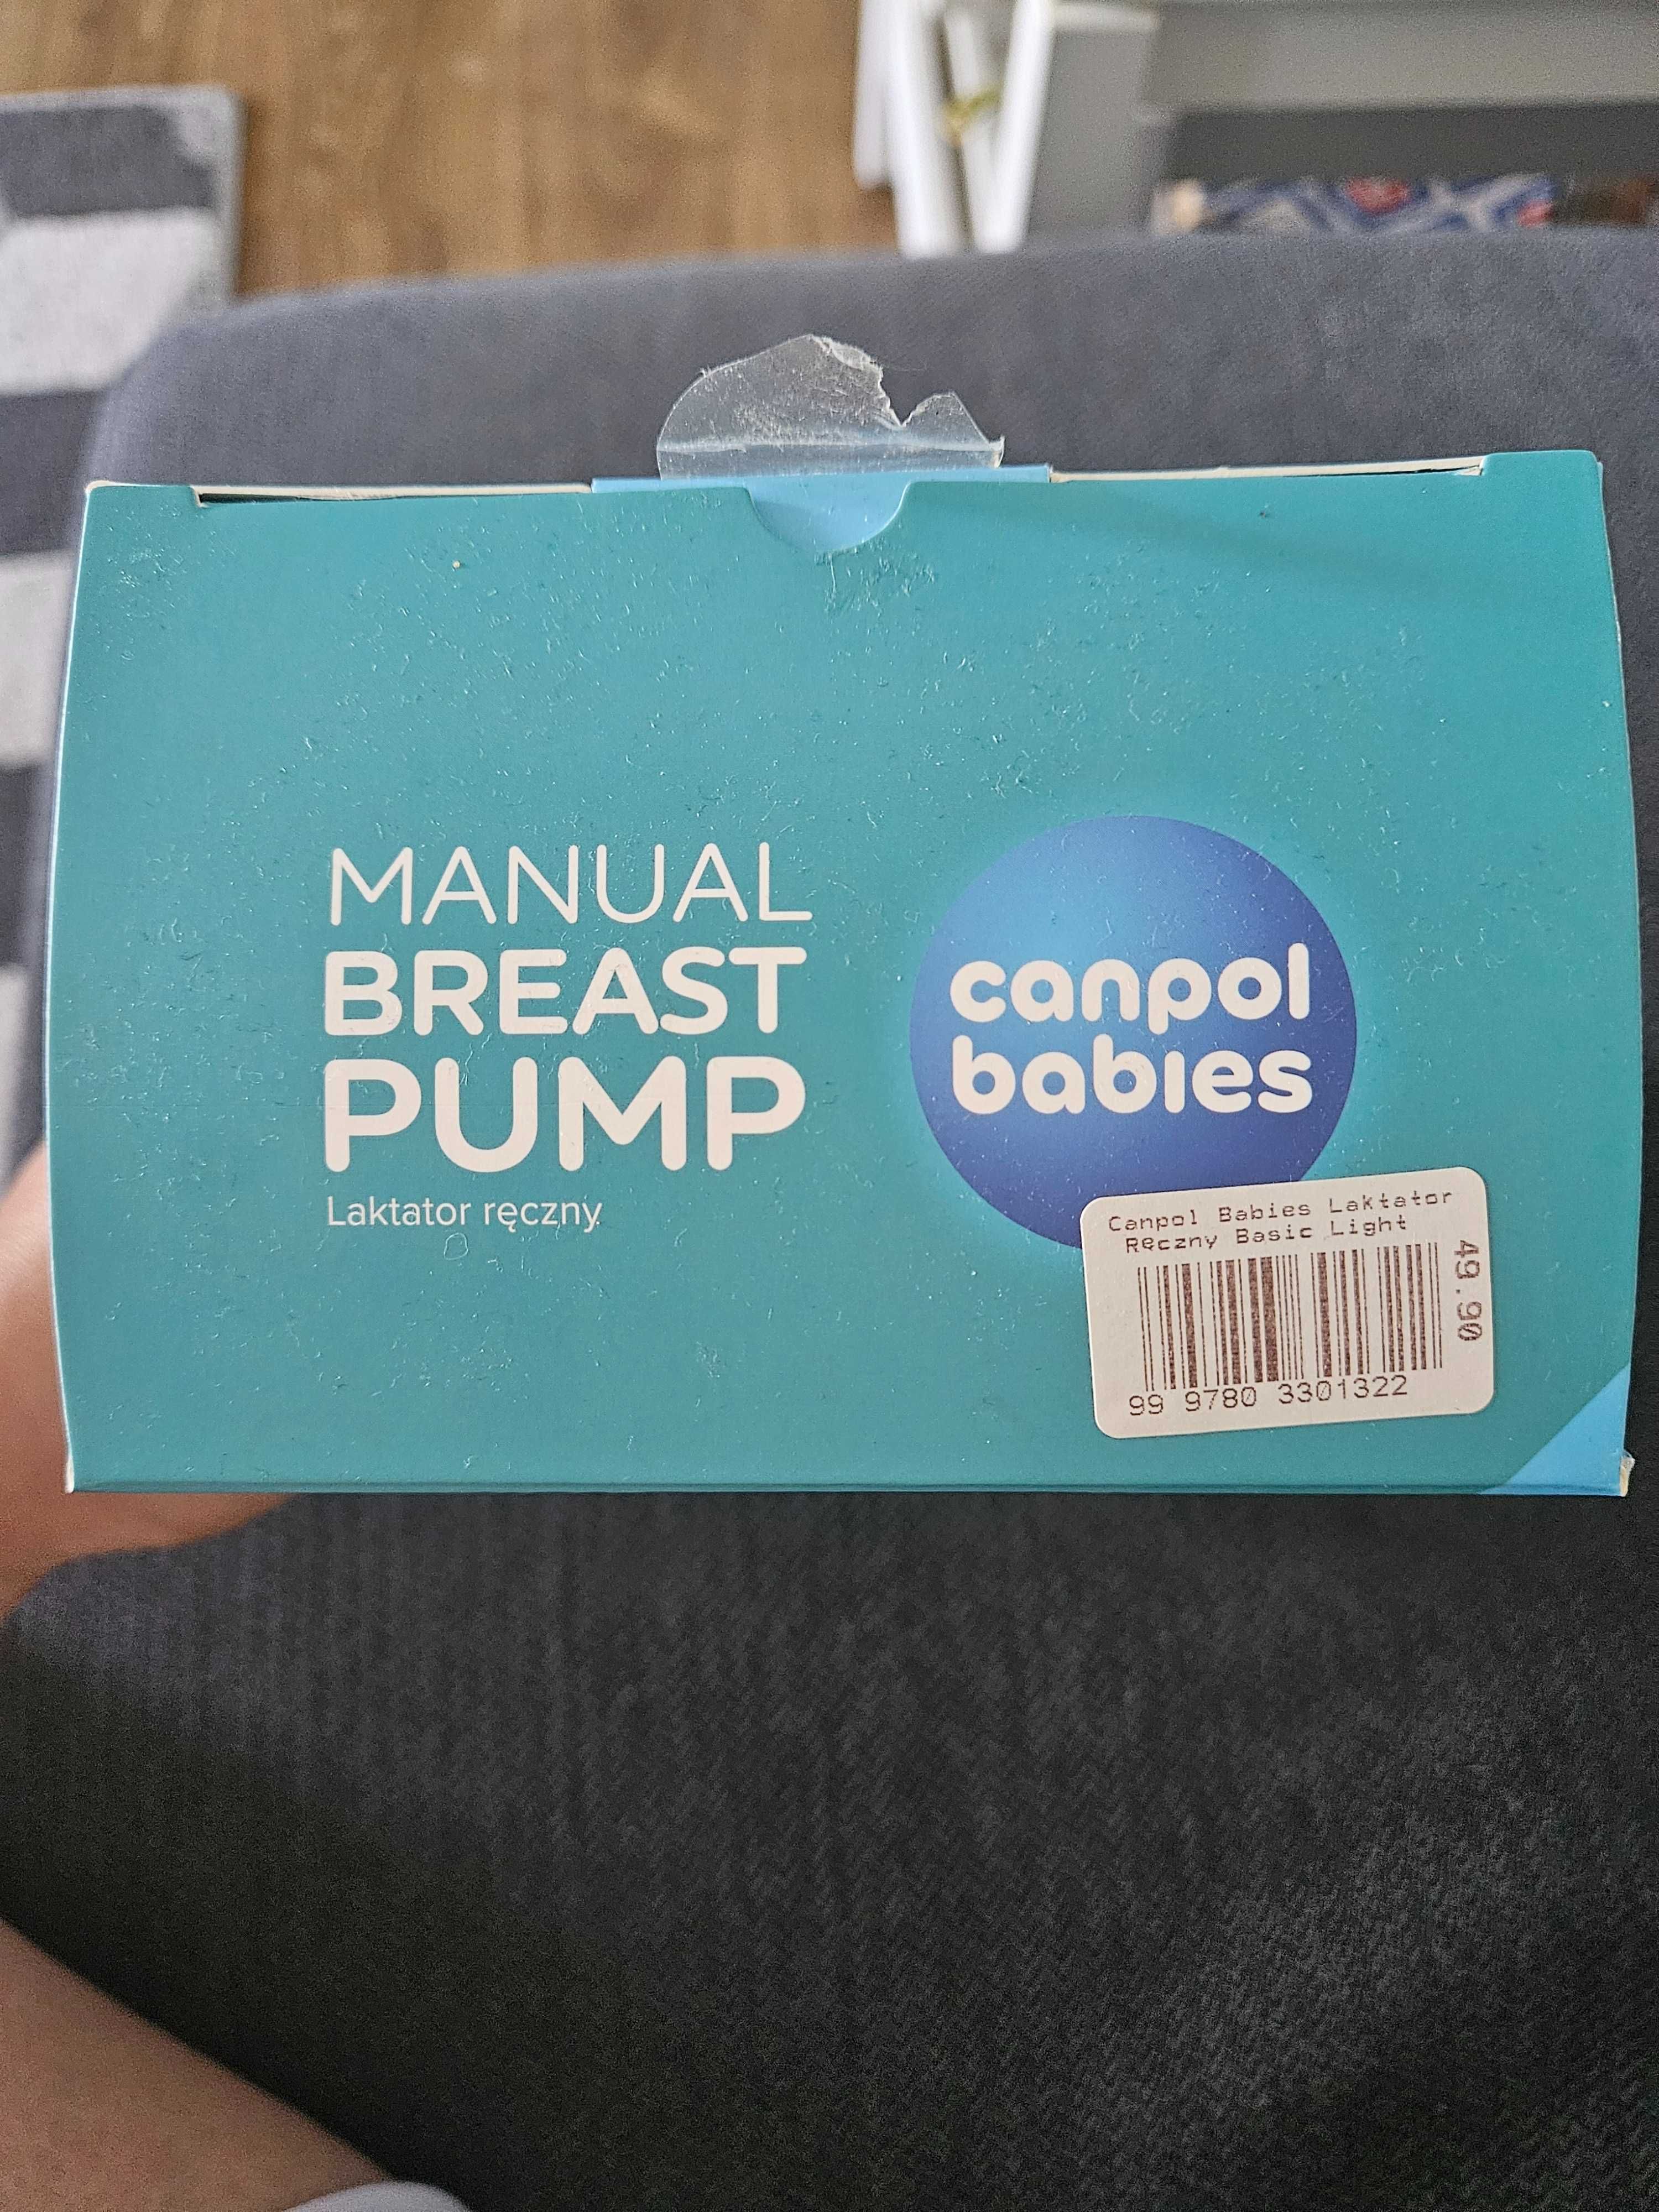 MANUAL
BREAST
PUMP
Laktator ręczny
canpol
babies
Canpol Babies Laktator
Ręczny Basic Light
49.90
99 9780 3301322